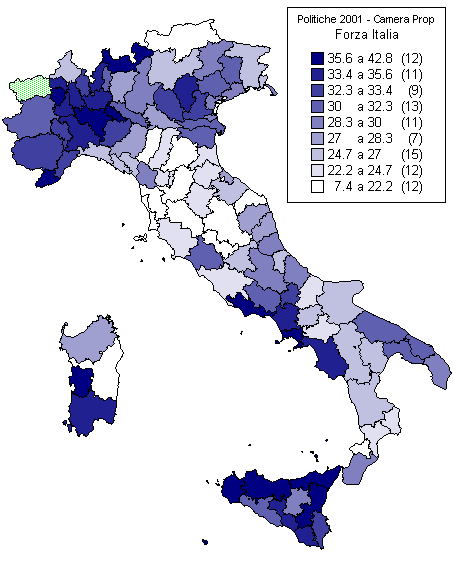 Politiche 2001 - Camera Prop
Forza Italia
35.6 a 42.8 (12)
33.4 a 35.6 (11)
32.3 a 33.4 (9)
30 a 32.3 (13)
28.3 a 30 (11)
27 a 28.3 (7)
24.7 a 27 (15)
22.2 a 24.7 (12)
7.4 a 22.2 (12)